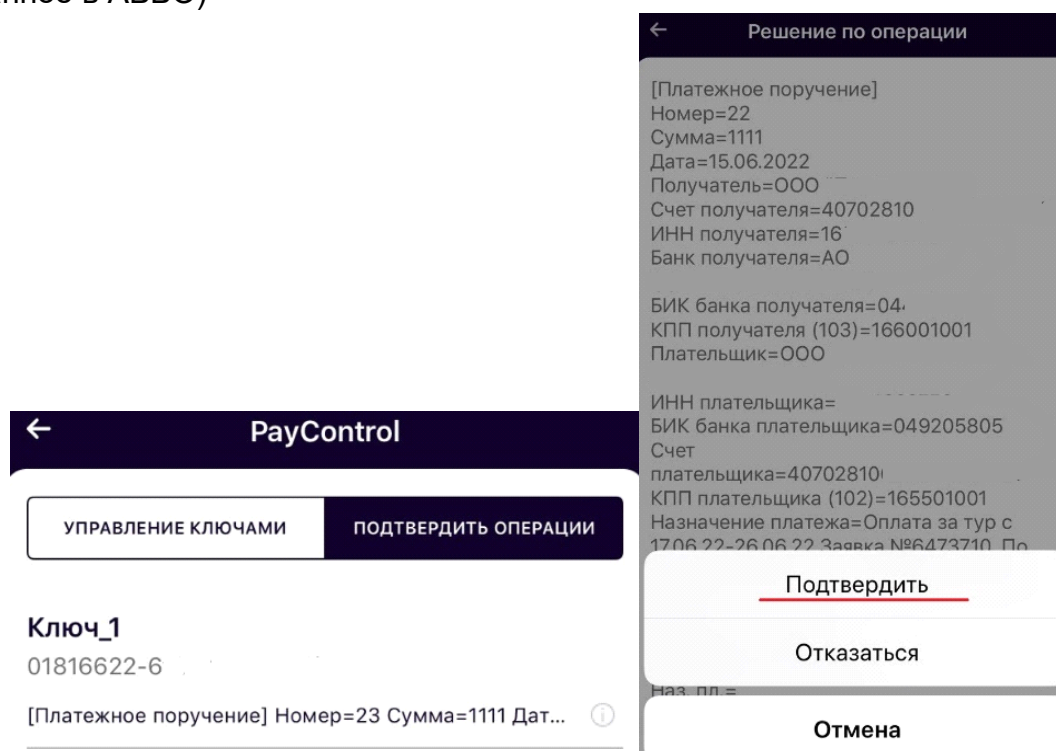 ← PayControl
УПРАВЛЕНИЕ КЛЮЧАМИ ПОДТВЕРДИТЬ ОПЕРАЦИИ
Ключ_1
01816622-6
[Платежное поручение] Номер=23 Сумма=1111 Дат...
← Решение по операции
[Платежное поручение]
Номер=22
Сумма=1111
Дата=15.06.2022
Получатель=ООО
Счет получателя=40702810
ИНН получателя=16
Банк получателя=АО
БИК банка получателя=04
КПП получателя (103)=166001001
Плательщик=ООО
ИНН плательщика=
БИК банка плательщика=049205805
Счет
плательщика=40702810
КПП плательщика (102)=165501001
Назначение платежа=Оплата за тур с
17.06.22-26.06.22 Заявка №6473710. По
Подтвердить
Отказаться
Наз. пл.=
Отмена